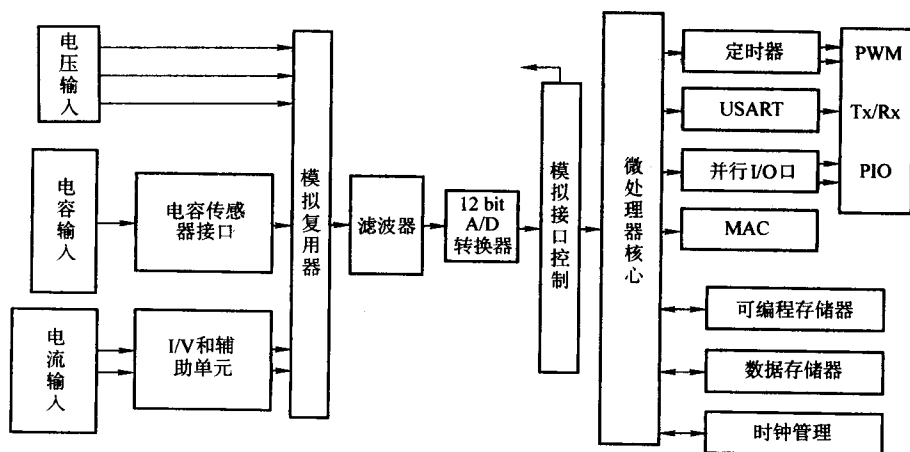 电压输入
电容输入
电流输入
电容传感
器接口
I/V和辅
助单元
模拟复用器
滤波器
12 bit
A/D
转换器
模拟接口控制
微处理器核心
定时器
USART
并行I/O口
MAC
可编程存储器
数据存储器
时钟管理
PWM
Tx/Rx
PIO